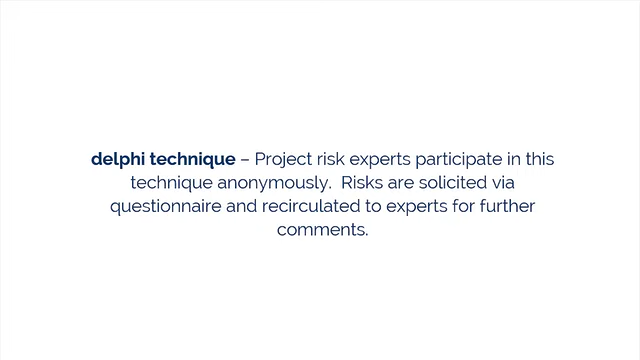 delphi technique – Project risk experts participate in this
technique anonymously.  Risks are solicited via
questionnaire and recirculated to experts for further
comments.